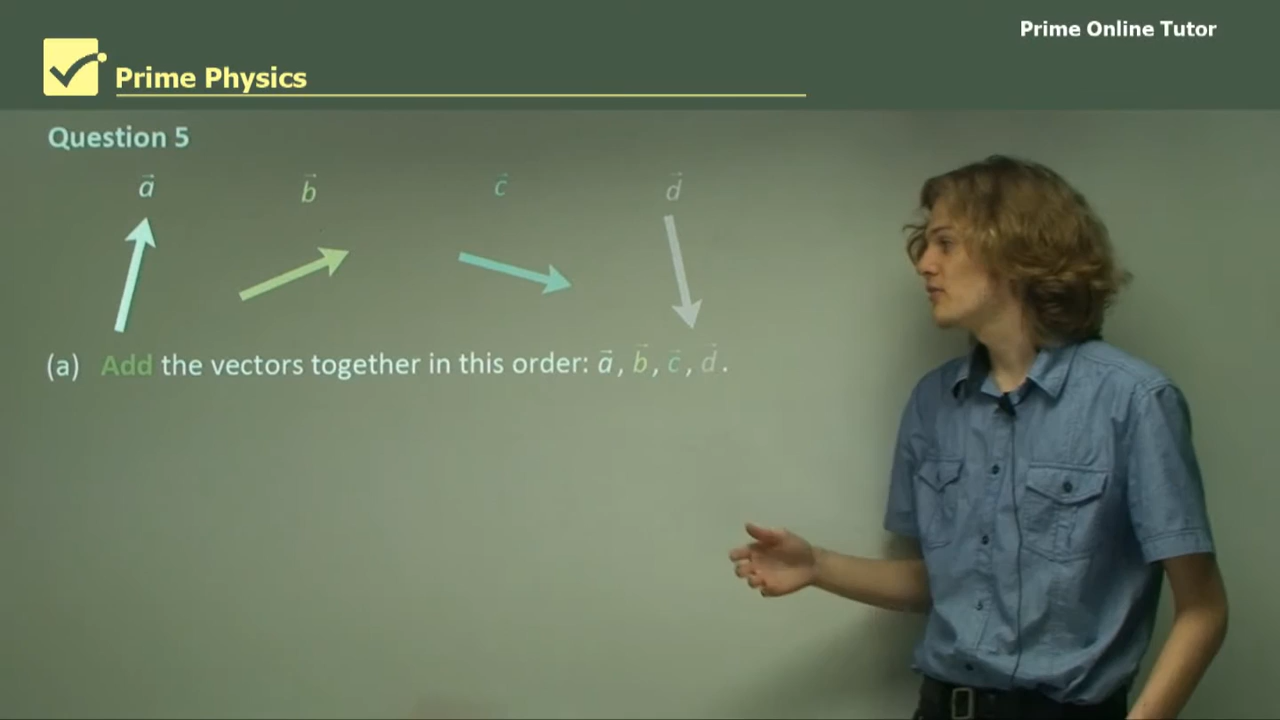 Prime Online Tutor
Prime Physics
Question 5
a⃗ b⃗ c⃗ d⃗
(a) Add the vectors together in this order: a⃗, b⃗, c⃗, d⃗.